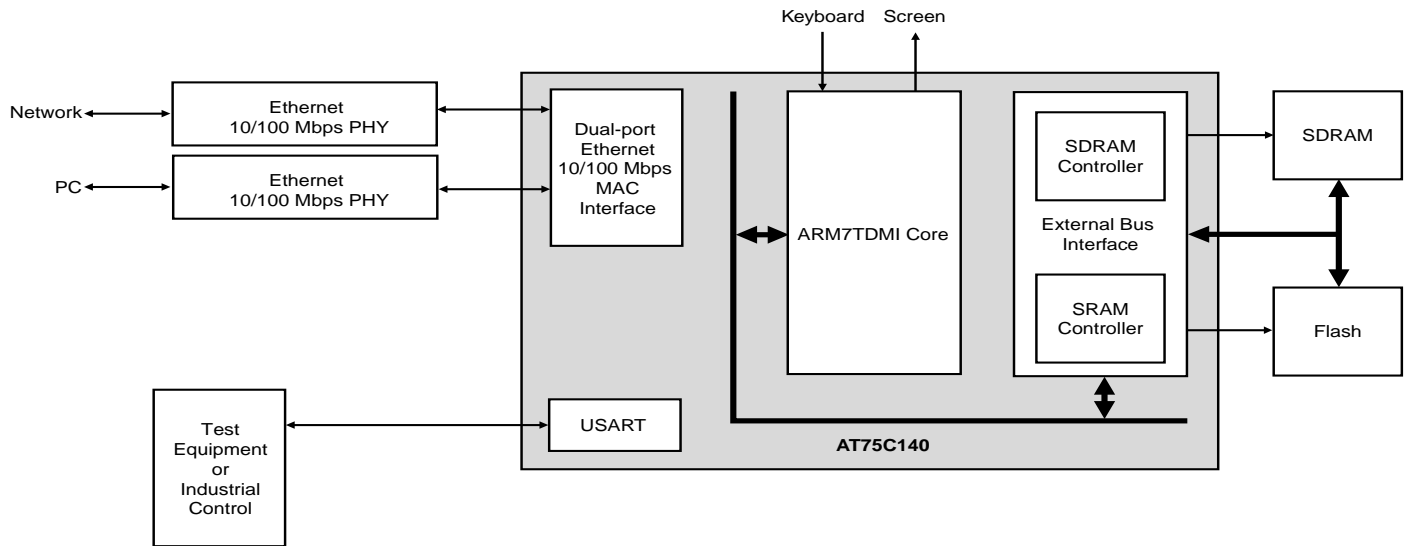 Keyboard
Screen
Network
Ethernet
10/100 Mbps PHY
PC
Ethernet
10/100 Mbps PHY
Dual-port
Ethernet
10/100 Mbps
MAC
Interface
ARM7TDMI Core
SDRAM
Controller
External Bus
Interface
SRAM
Controller
SDRAM
Flash
USART
AT75C140
Test
Equipment
or
Industrial
Control